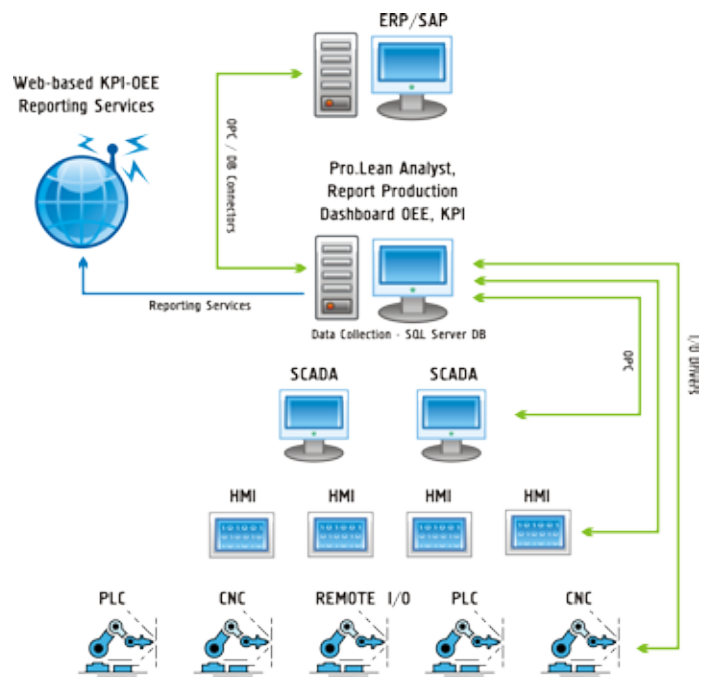 ERP/SAP
Web-based KPI-OEE
Reporting Services
OPC / DB Connectors
Pro.Lean Analyst,
Report Production
Dashboard OEE, KPI
Reporting Services
Data Collection - SQL Server DB
I/O Drivers
OPC
SCADA
SCADA
HMI
HMI
HMI
HMI
PLC
CNC
REMOTE I/O
PLC
CNC